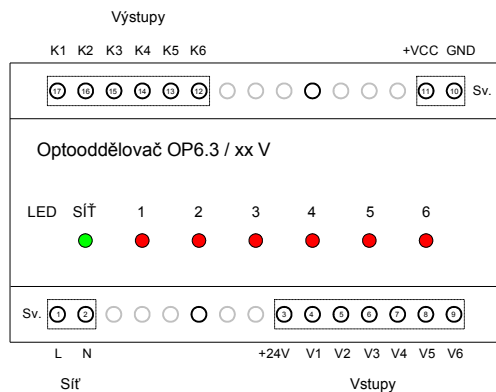 Výstupy
K1 K2 K3 K4 K5 K6 +VCC GND
17 16 15 14 13 12 11 10 Sv.
Optooddělovač OP6.3 / xx V
LED SÍŤ 1 2 3 4 5 6
Sv. 1 2 3 4 5 6 7 8 9
L N +24V V1 V2 V3 V4 V5 V6
Síť Vstupy